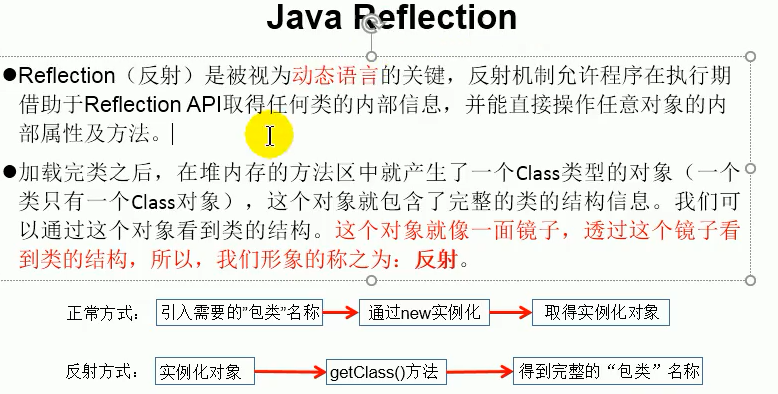 Java Reflection
●Reflection（反射）是被视为动态语言的关键，反射机制允许程序在执行期
借助于Reflection API取得任何类的内部信息，并能直接操作任意对象的内
部属性及方法。
●加载完类之后，在堆内存的方法区中就产生了一个Class类型的对象（一个
类只有一个Class对象），这个对象就包含了完整的类的结构信息。我们可
以通过这个对象看到类的结构。这个对象就像一面镜子，透过这个镜子看
到类的结构，所以，我们形象的称之为：反射。
正常方式： 引入需要的”包类”名称 通过new实例化 取得实例化对象
反射方式： 实例化对象 getClass()方法 得到完整的“包类”名称